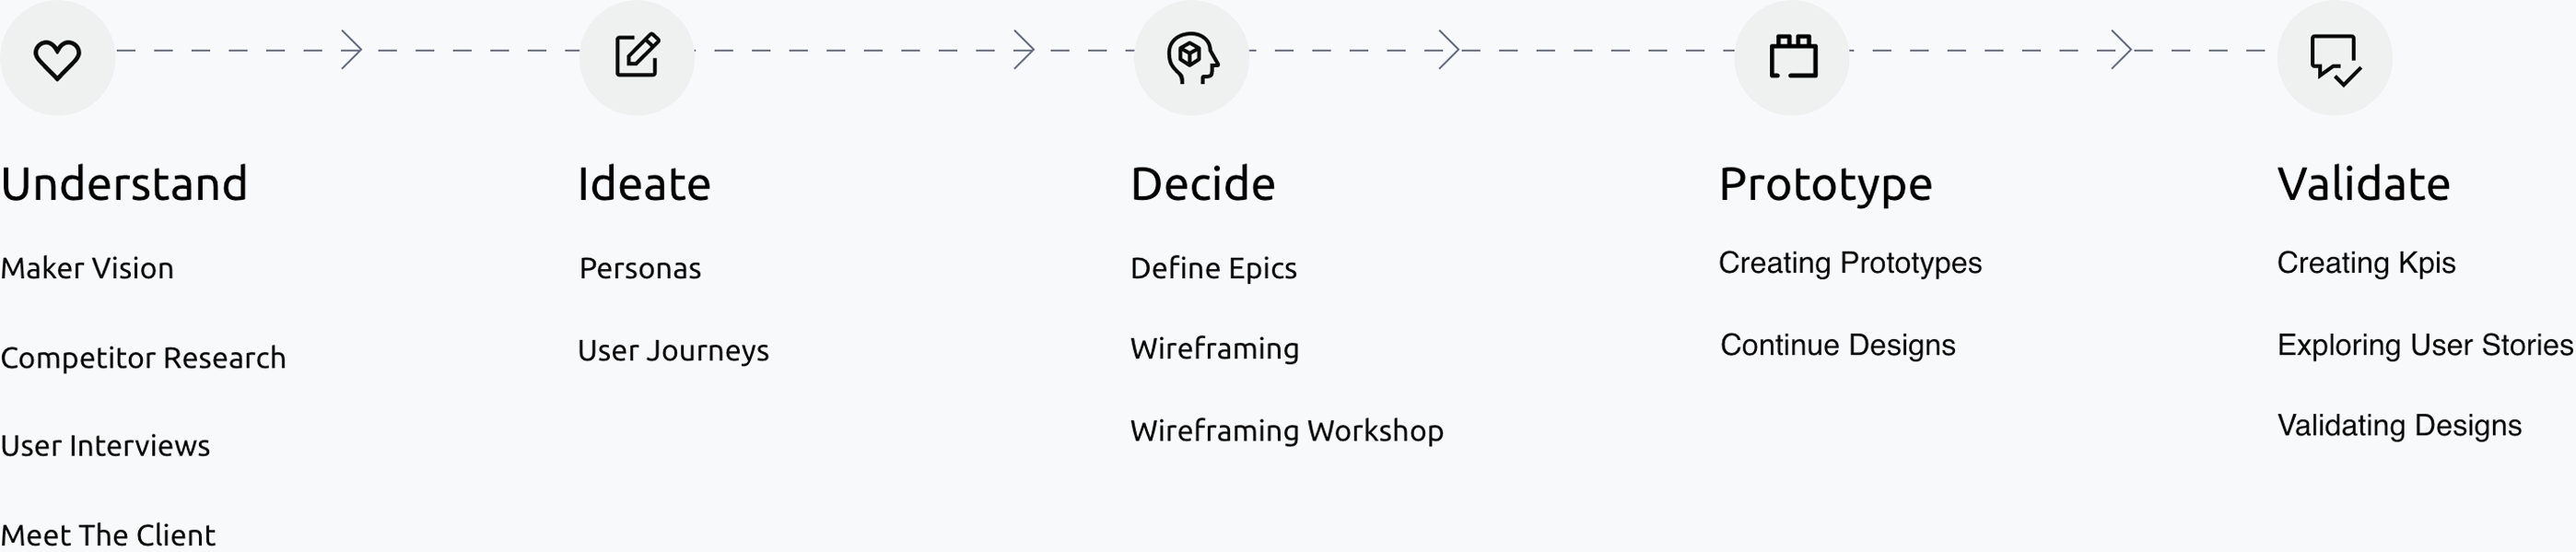 Understand
Maker Vision
Competitor Research
User Interviews
Meet The Client
Ideate
Personas
User Journeys
Decide
Define Epics
Wireframing
Wireframing Workshop
Prototype
Creating Prototypes
Continue Designs
Validate
Creating Kpis
Exploring User Stories
Validating Designs